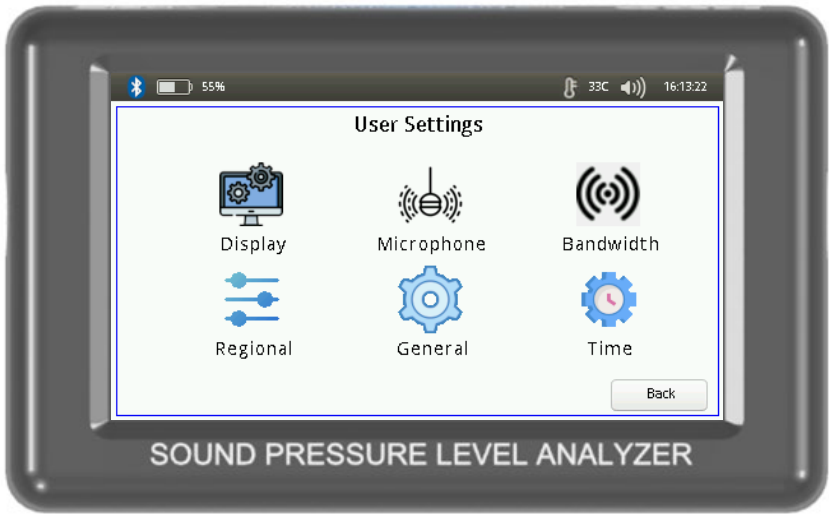 55% 33C 16:13:22
User Settings
Display Microphone Bandwidth
Regional General Time
Back
SOUND PRESSURE LEVEL ANALYZER